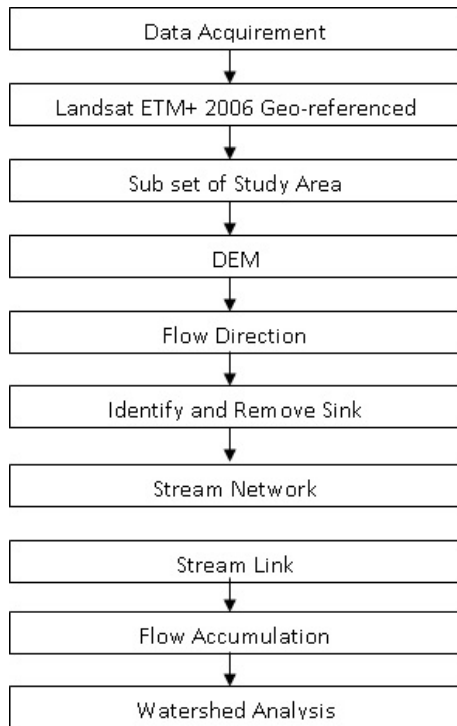 Data Acquirement
Landsat ETM+ 2006 Geo-referenced
Sub set of Study Area
DEM
Flow Direction
Identify and Remove Sink
Stream Network
Stream Link
Flow Accumulation
Watershed Analysis